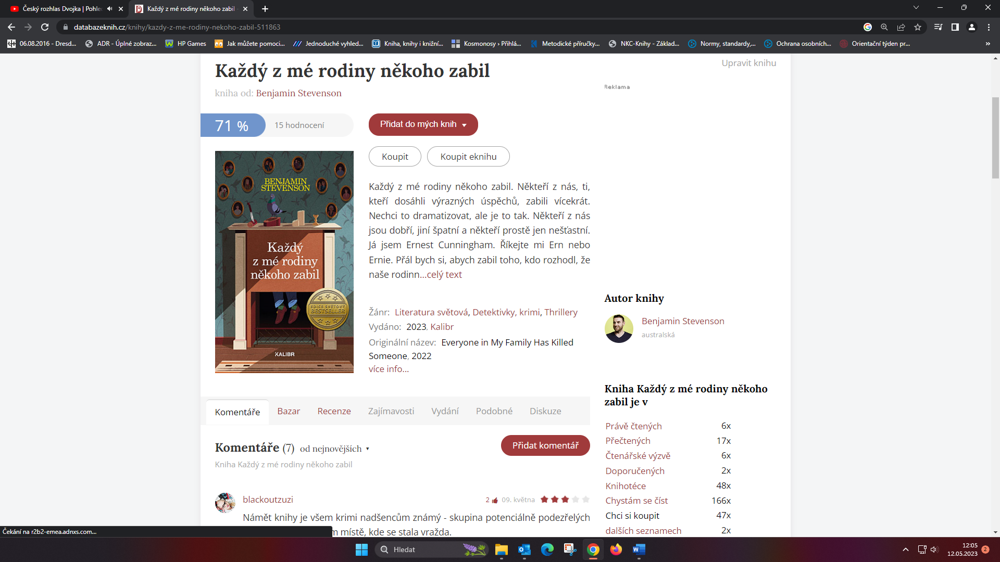 Český rozhlas Dvojka | Pohle
Každý z mé rodiny někoho zabil -
databazeknih.cz/knihy/kazdy-z-me-rodiny-nekoho-zabil-511863
06.08.2016 - Dresd...
ADR - Úplné zobraz...
HP Games
Jak můžete pomoci...
Jednoduché vyhled...
Kniha, knihy i knižní...
Kosmonosy › Přihlá...
Metodické příručky...
NKC-Knihy - Základ...
Normy, standardy,...
Ochrana osobních...
Orientační týden pr...
»
Každý z mé rodiny někoho zabil
Upravit knihu
kniha od: Benjamin Stevenson
Reklama
71 %
15 hodnocení
Přidat do mých knih
Koupit
Koupit eknihu
BENJAMIN
STEVENSON
Každý
z mé rodiny
někoho zabil
EDICE SVĚTOVÝ
BESTSELLER
KALIBR
Každý z mé rodiny někoho zabil. Někteří z nás, ti,
kteří dosáhli výrazných úspěchů, zabili vícekrát.
Nechci to dramatizovat, ale je to tak. Někteří z nás
jsou dobří, jiní špatní a někteří prostě jen nešťastní.
Já jsem Ernest Cunningham. Říkejte mi Ern nebo
Ernie. Přál bych si, abych zabil toho, kdo rozhodl, že
naše rodinn...celý text
Žánr: Literatura světová, Detektivky, krimi, Thrillery
Vydáno: 2023, Kalibr
Originální název: Everyone in My Family Has Killed
Someone, 2022
více info...
Autor knihy
Benjamin Stevenson
australská
Kniha Každý z mé rodiny někoho
zabil je v
Právě čtených 6x
Přečtených 17x
Čtenářské výzvě 6x
Doporučených 2x
Knihotéce 48x
Chystám se číst 166x
Chci si koupit 47x
dalších seznamech 2x
Komentáře
Bazar
Recenze
Zajímavosti
Vydání
Podobné
Diskuze
Komentáře (7) od nejnovějších
Přidat komentář
Kniha Každý z mé rodiny někoho zabil
blackoutzuzi
2
09. května
Námět knihy je všem krimi nadšencům známý - skupina potenciálně podezřelých
m místě, kde se stala vražda.
Čekání na r2b2-emea.adnxs.com...
Hledat
12:05
12.05.2023
2